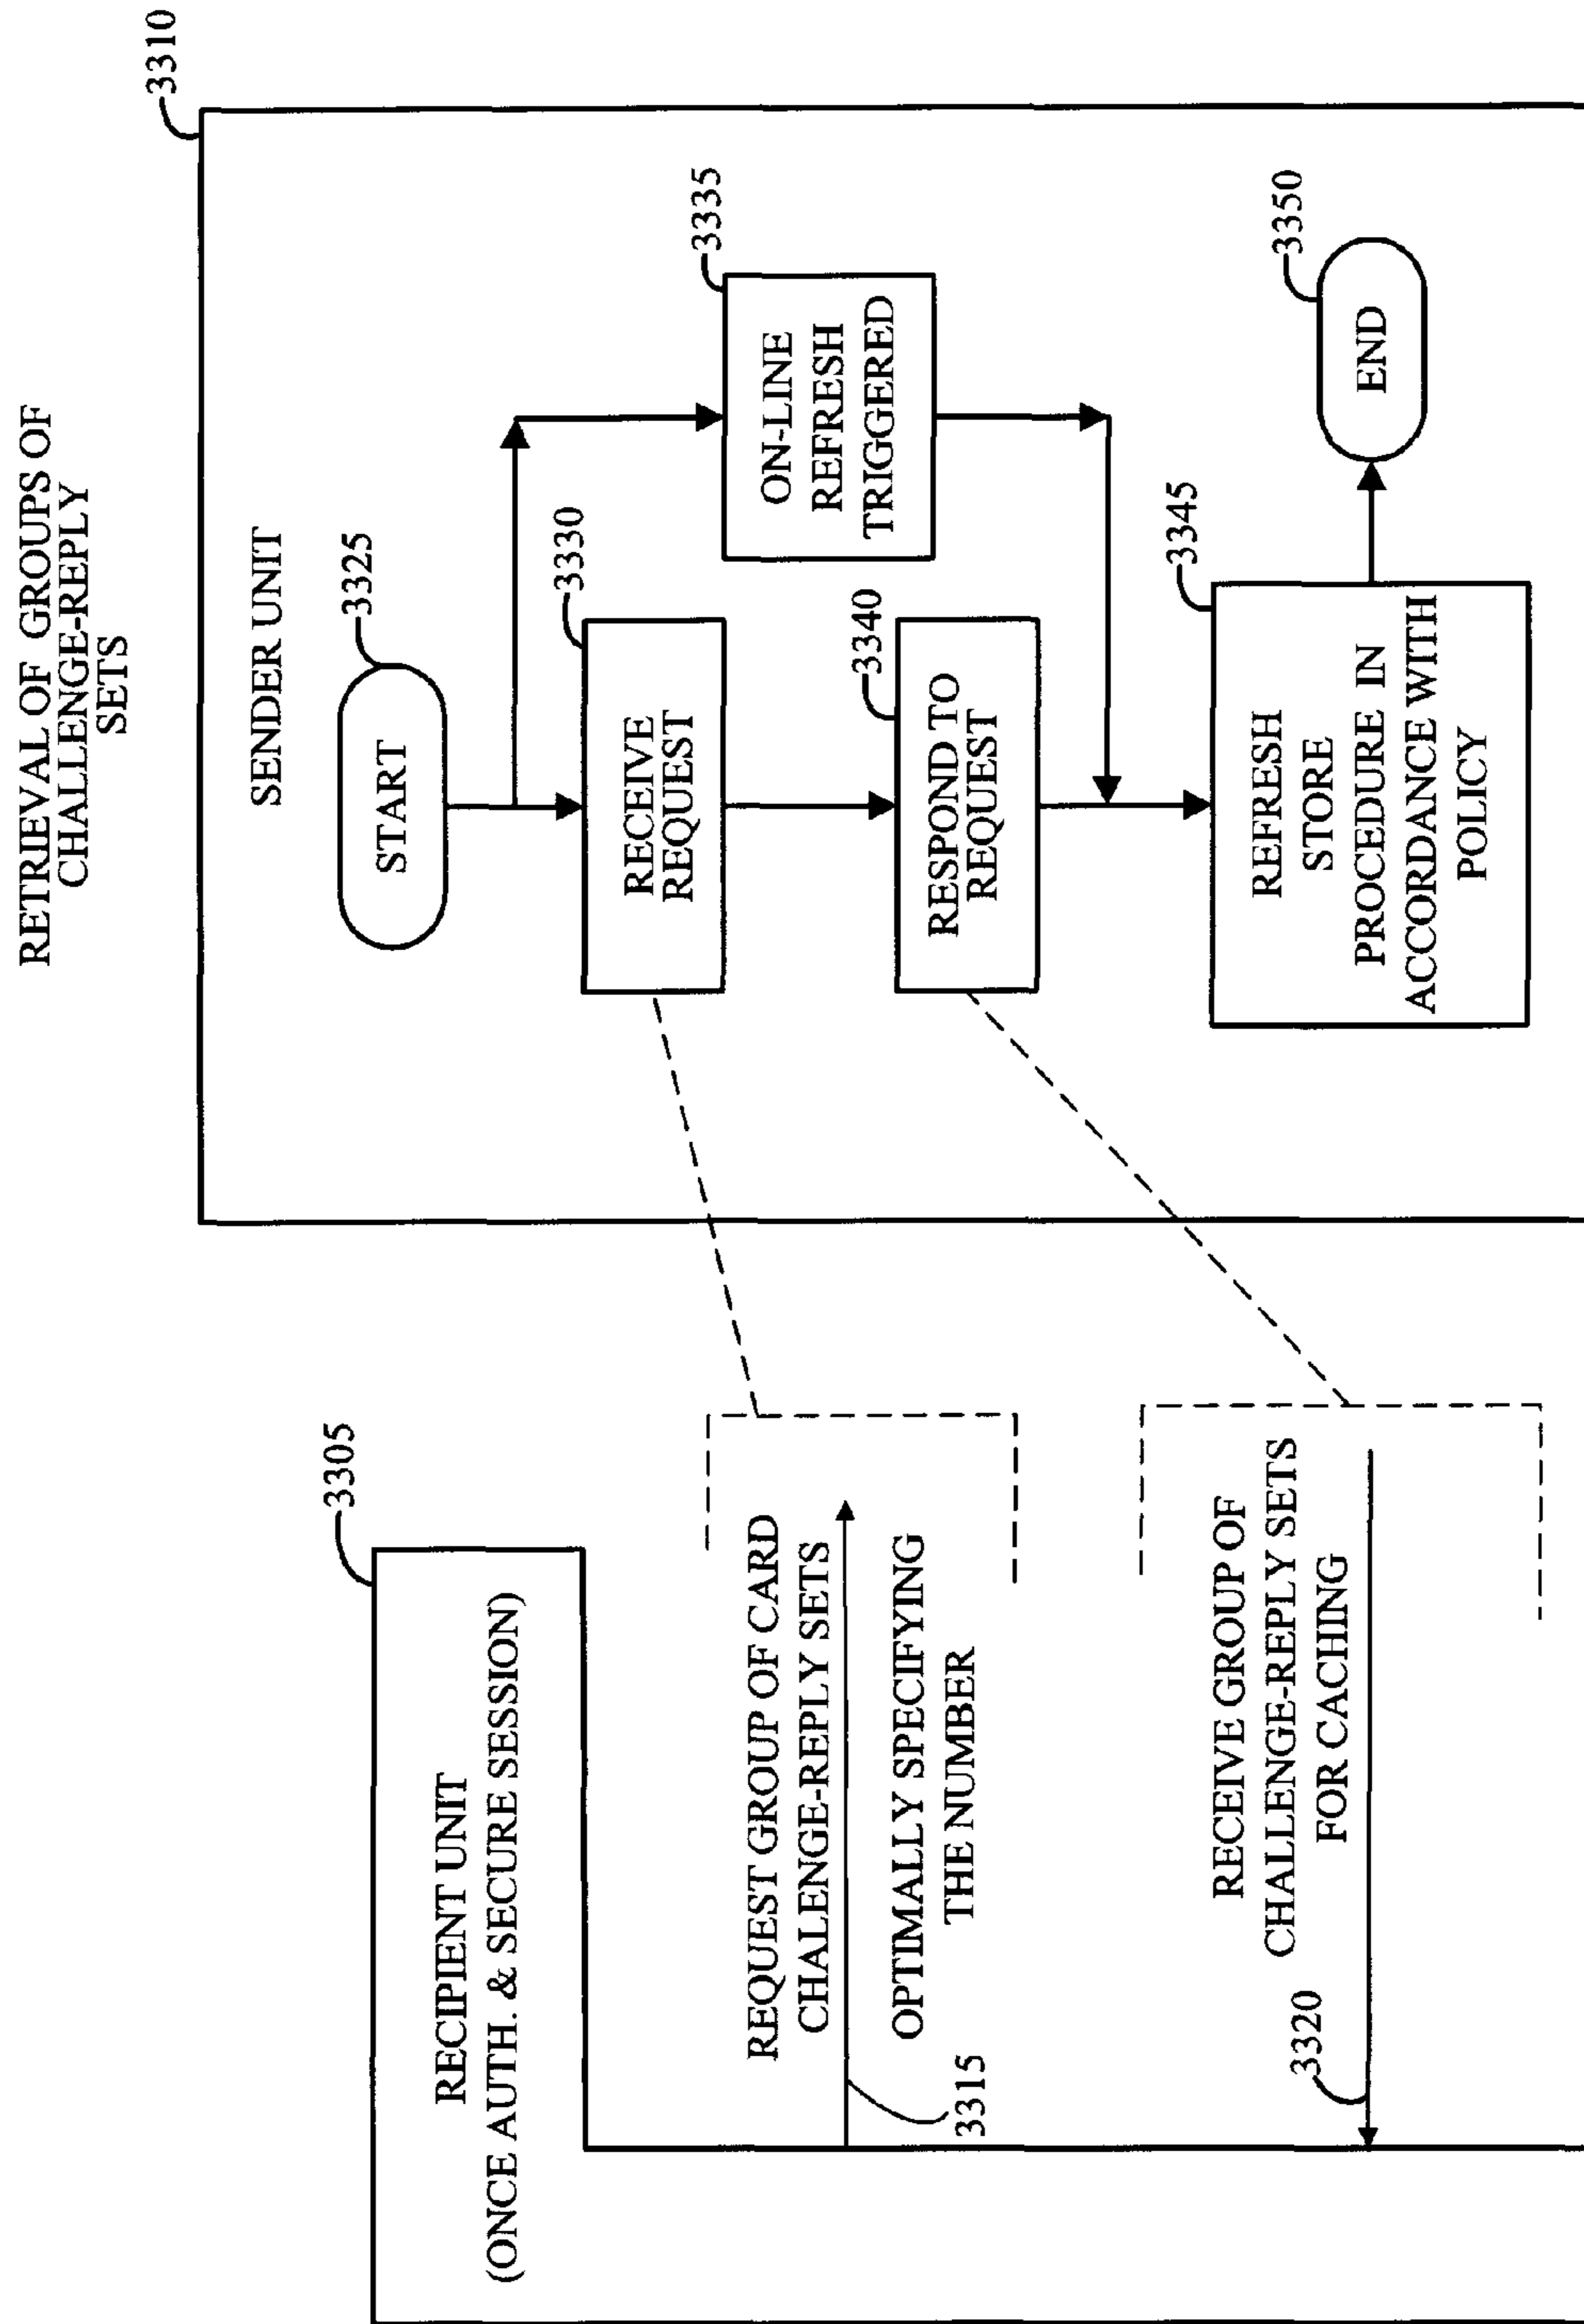 RETRIEVAL OF GROUPS OF
CHALLENGE-REPLY
SETS
3305
RECIPIENT UNIT
(ONCE AUTH. & SECURE SESSION)
REQUEST GROUP OF CARD
CHALENGE-REPLY SETS
3315
OPTIMALLY SPECIFYING
THE NUMBER
RECEIVE GROUP OF
CHALLENGE-REPLY SETS
FOR CACHING
3320
3310
SENDER UNIT
3325
START
3330
RECEIVE
REQUEST
3335
ON-LINE
REFRESH
TRIGGERED
3340
RESPOND TO
REQUEST
3345
REFRESH
STORE
PROCEDURE IN
ACCORDANCE WITH
POLICY
3350
END